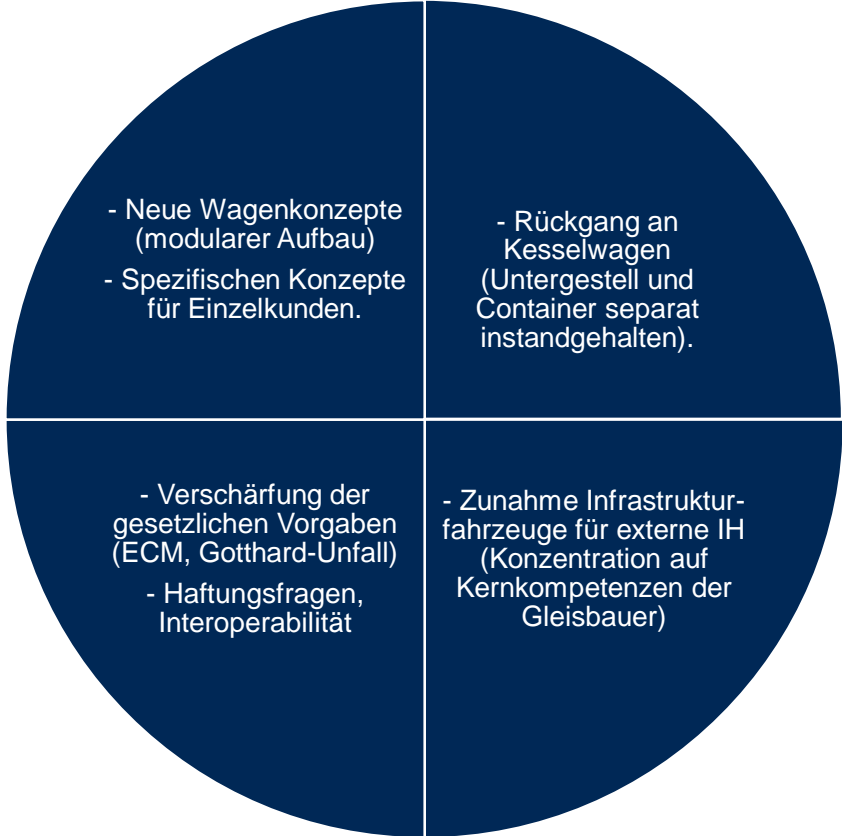 - Neue Wagenkonzepte
(modularer Aufbau)
- Spezifischen Konzepte
für Einzelkunden.
- Rückgang an
Kesselwagen
(Untergestell und
Container separat
instandgehalten).
- Verschärfung der
gesetzlichen Vorgaben
(ECM, Gotthard-Unfall)
- Haftungsfragen,
Interoperabilität
- Zunahme Infrastruktur-
fahrzeuge für externe IH
(Konzentration auf
Kernkompetenzen der
Gleisbauer)